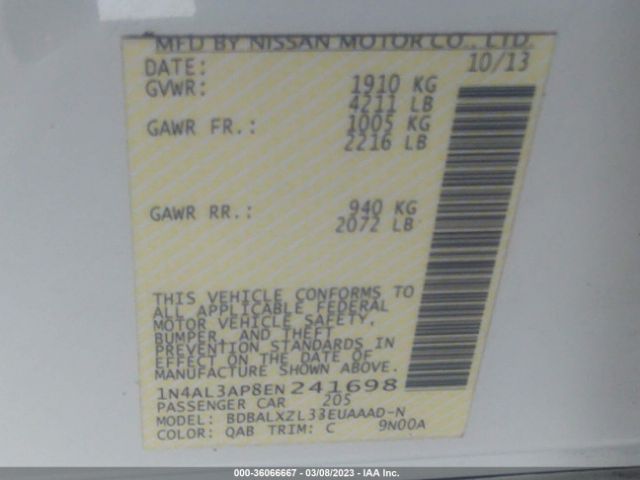 MFD BY NISSAN MOTOR CO., LTD.
DATE: 10/13
GVWR: 1910 KG
4211 LB
GAWR FR.: 1005 KG
2216 LB
GAWR RR.: 940 KG
2072 LB
THIS VEHICLE CONFORMS TO
ALL APPLICABLE FEDERAL
MOTOR VEHICLE SAFETY,
BUMPER, AND THEFT
PREVENTION STANDARDS IN
EFFECT ON THE DATE OF
MANUFACTURE SHOWN ABOVE.
1N4AL3AP8EN241698
PASSENGER CAR 205
MODEL: BDBALXZL33EUAAAD-N
COLOR: QAB TRIM: C 9N00A
000-36066667 - 03/08/2023 - IAA Inc.